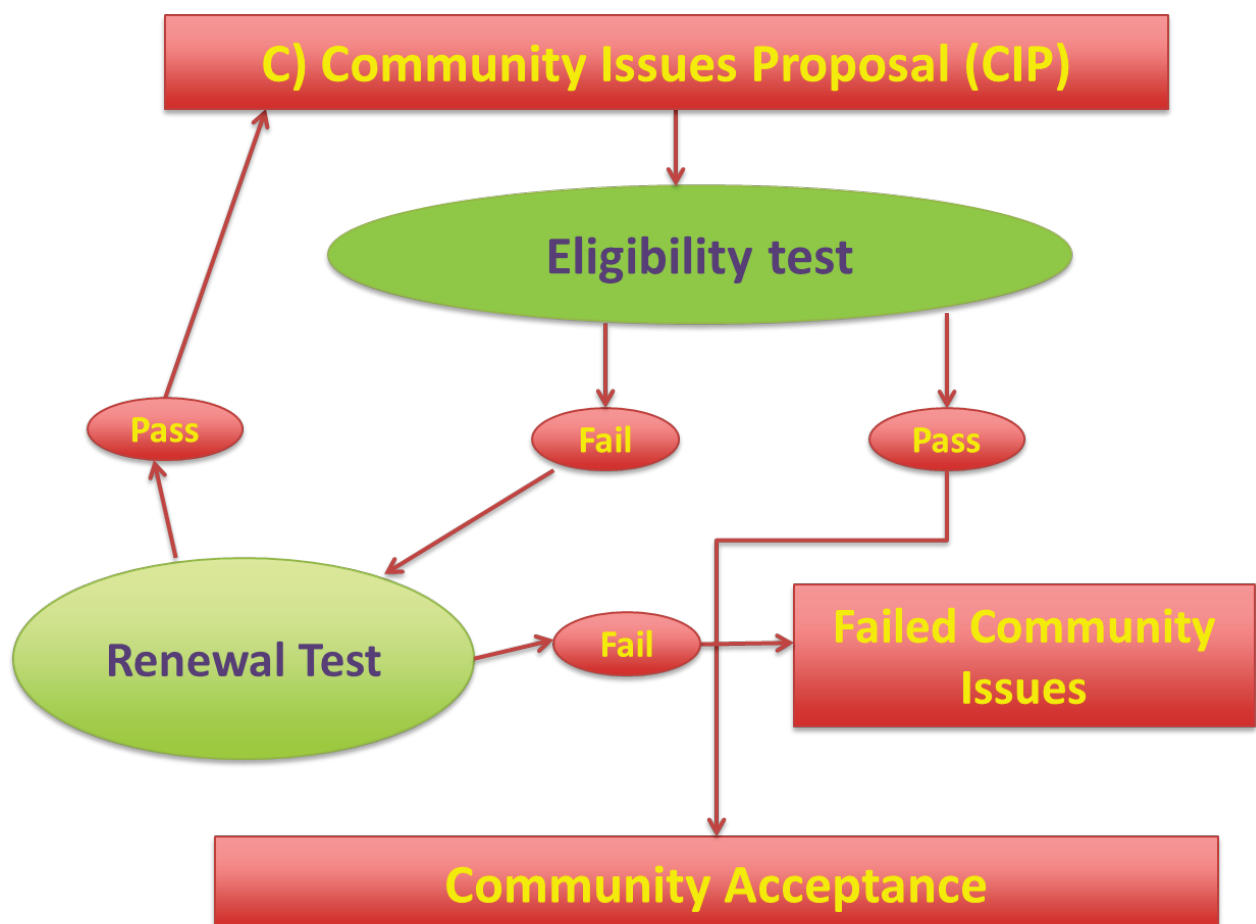 C) Community Issues Proposal (CIP)
Eligibility test
Pass
Fail
Pass
Renewal Test
Fail
Failed Community
Issues
Community Acceptance